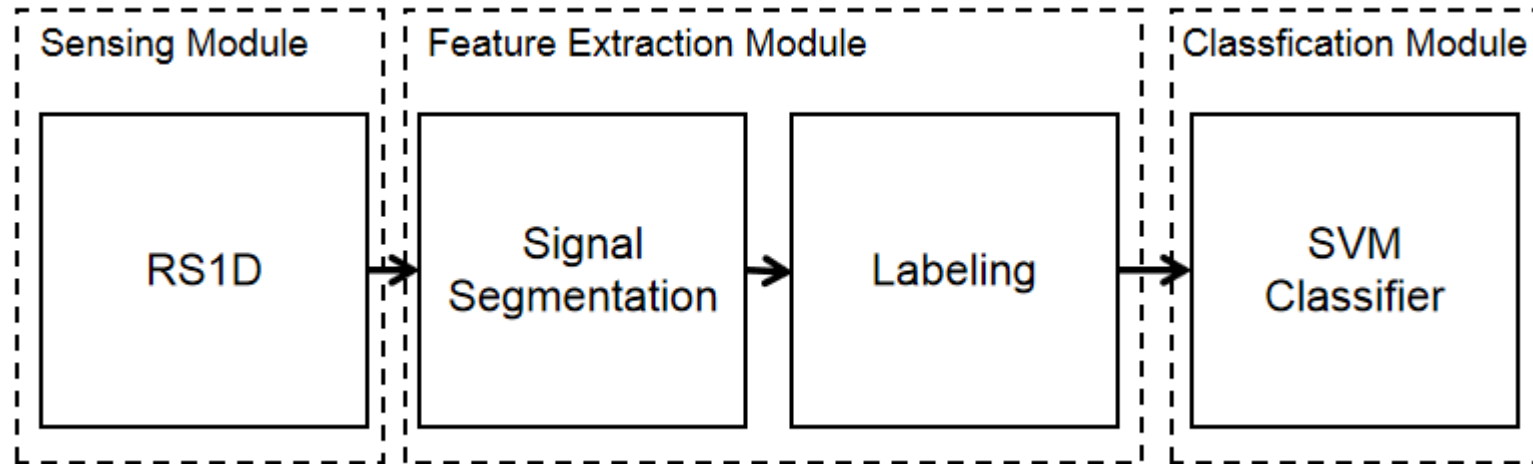 Sensing Module
Feature Extraction Module
Classfication Module
RS1D
Signal
Segmentation
Labeling
SVM
Classifier